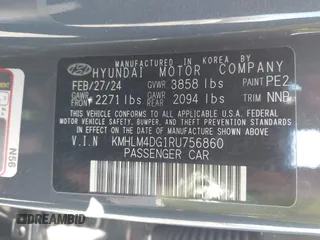 MANUFACTURED IN KOREA BY
HYUNDAI MOTOR COMPANY
FEB/27/24 GVWR 3858 lbs PAINT PE2
GAWR FRONT 2271 lbs GAWR REAR 2094 lbs TRIM NNB
THIS VEHICLE CONFORMS TO ALL APPLICABLE
FEDERAL MOTOR VEHICLE SAFETY, BUMPER,
AND THEFT PREVENTION STANDARDS IN EFFECT
ON THE DATE OF MANUFACTURE SHOWN ABOVE.
V.I.N KMHLM4DG1RU756860
PASSENGER CAR
N56
DREAMBID